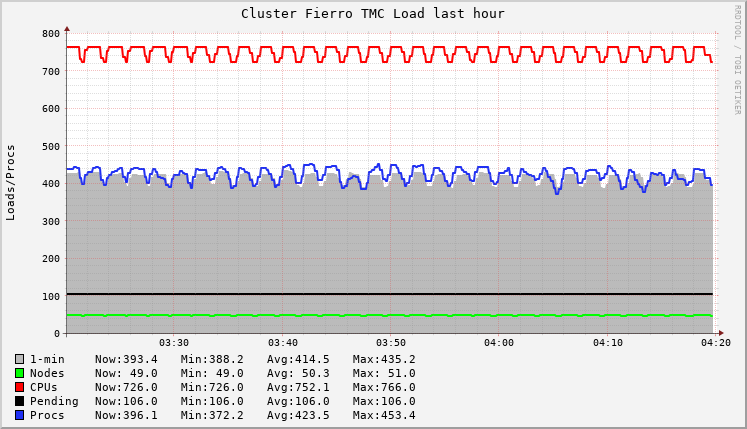 Cluster Fierro TMC Load last hour
RRDTOOL / TOBI OETIKER
Loads/Procs
800
700
600
500
400
300
200
100
0
03:30 03:40 03:50 04:00 04:10 04:20
1-min Now:393.4 Min:388.2 Avg:414.5 Max:435.2
Nodes Now: 49.0 Min: 49.0 Avg: 50.3 Max: 51.0
CPUs Now:726.0 Min:726.0 Avg:752.1 Max:766.0
Pending Now:106.0 Min:106.0 Avg:106.0 Max:106.0
Procs Now:396.1 Min:372.2 Avg:423.5 Max:453.4